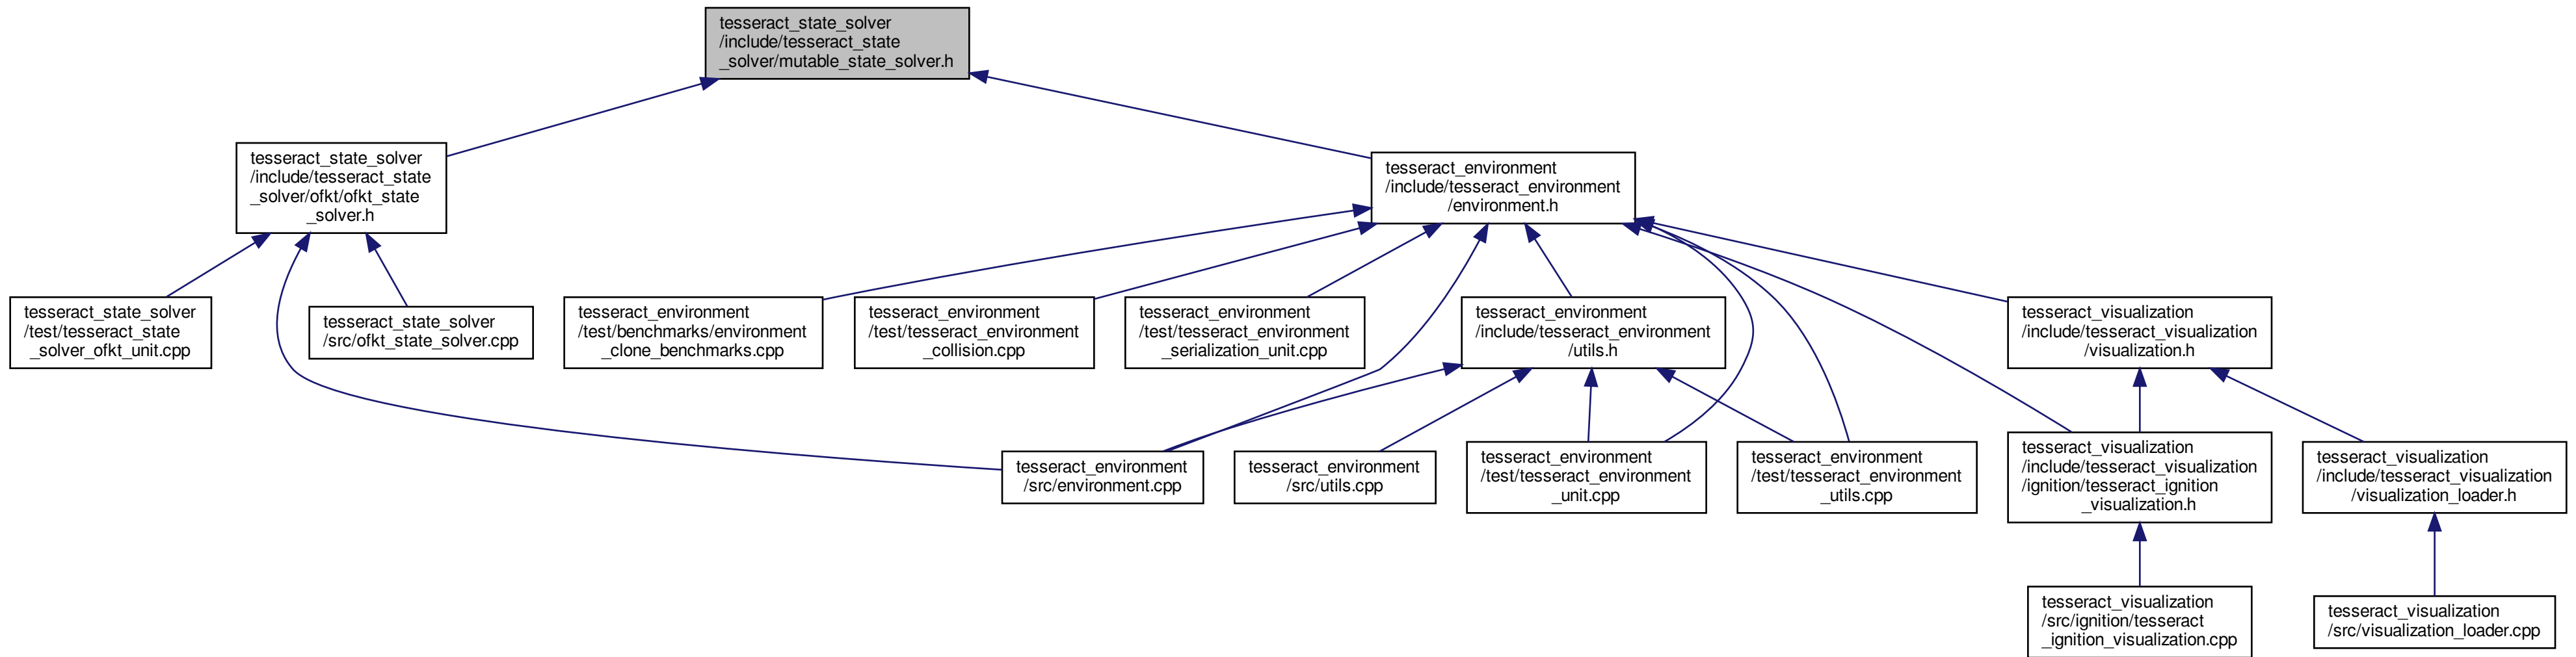 tesseract_state_solver
/include/tesseract_state
_solver/mutable_state_solver.h
tesseract_state_solver
/include/tesseract_state
_solver/ofkt/ofkt_state
_solver.h
tesseract_environment
/include/tesseract_environment
/environment.h
tesseract_state_solver
/test/tesseract_state
_solver_ofkt_unit.cpp
tesseract_state_solver
/src/ofkt_state_solver.cpp
tesseract_environment
/test/benchmarks/environment
_clone_benchmarks.cpp
tesseract_environment
/test/tesseract_environment
_collision.cpp
tesseract_environment
/test/tesseract_environment
_serialization_unit.cpp
tesseract_environment
/include/tesseract_environment
/utils.h
tesseract_visualization
/include/tesseract_visualization
/visualization.h
tesseract_environment
/src/environment.cpp
tesseract_environment
/src/utils.cpp
tesseract_environment
/test/tesseract_environment
_unit.cpp
tesseract_environment
/test/tesseract_environment
_utils.cpp
tesseract_visualization
/include/tesseract_visualization
/ignition/tesseract_ignition
_visualization.h
tesseract_visualization
/include/tesseract_visualization
/visualization_loader.h
tesseract_visualization
/src/ignition/tesseract
_ignition_visualization.cpp
tesseract_visualization
/src/visualization_loader.cpp